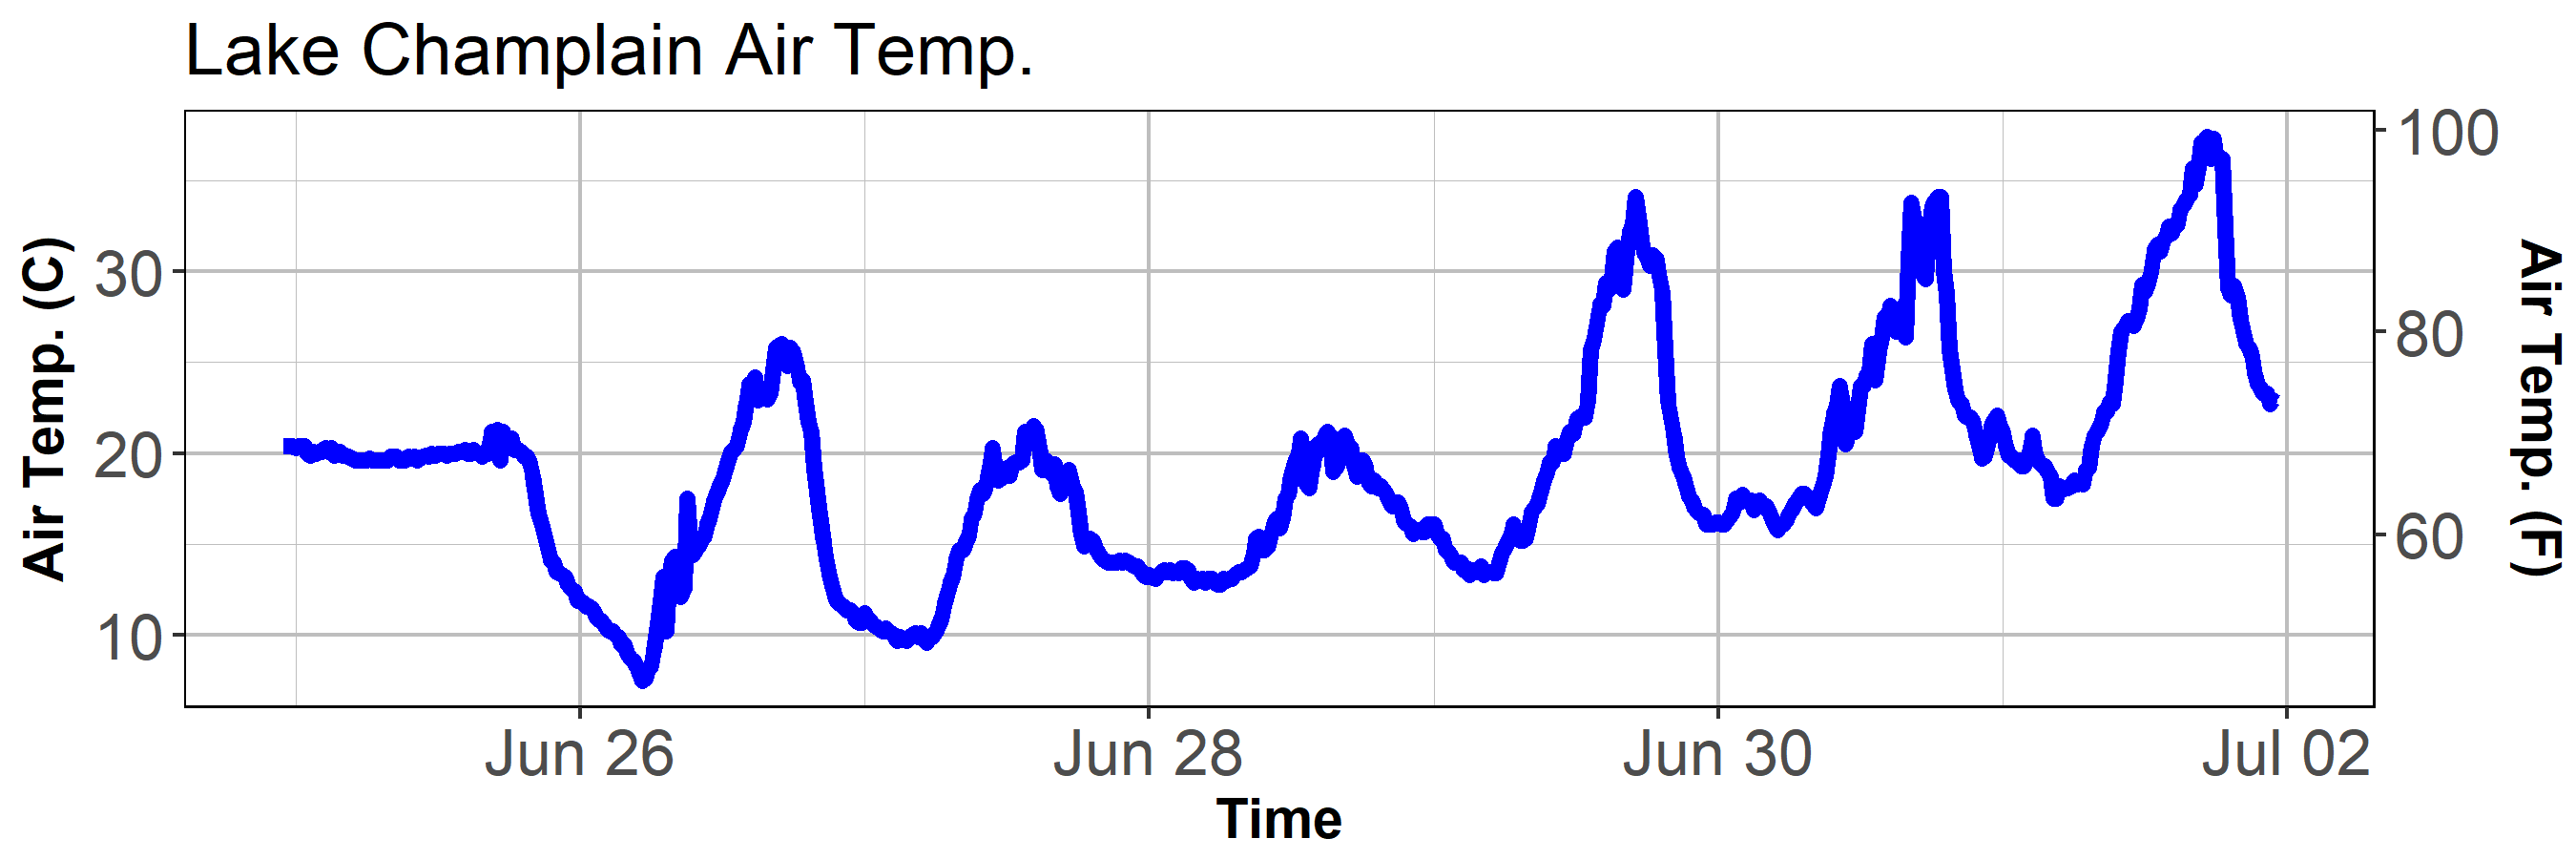 Lake Champlain Air Temp.
Air Temp. (C)
30
20
10
100
80
60
Air Temp. (F)
Jun 26
Jun 28
Jun 30
Jul 02
Time